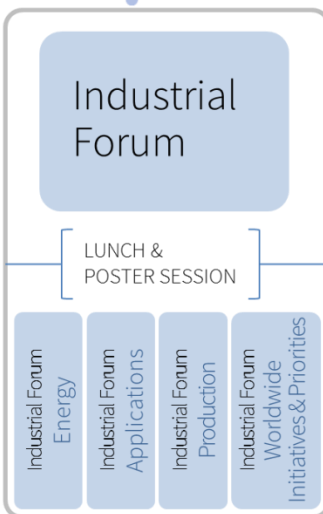 Industrial
Forum
LUNCH &
POSTER SESSION
Industrial Forum
Energy
Industrial Forum
Applications
Industrial Forum
Production
Industrial Forum
Worldwide
Initiatives & Priorities